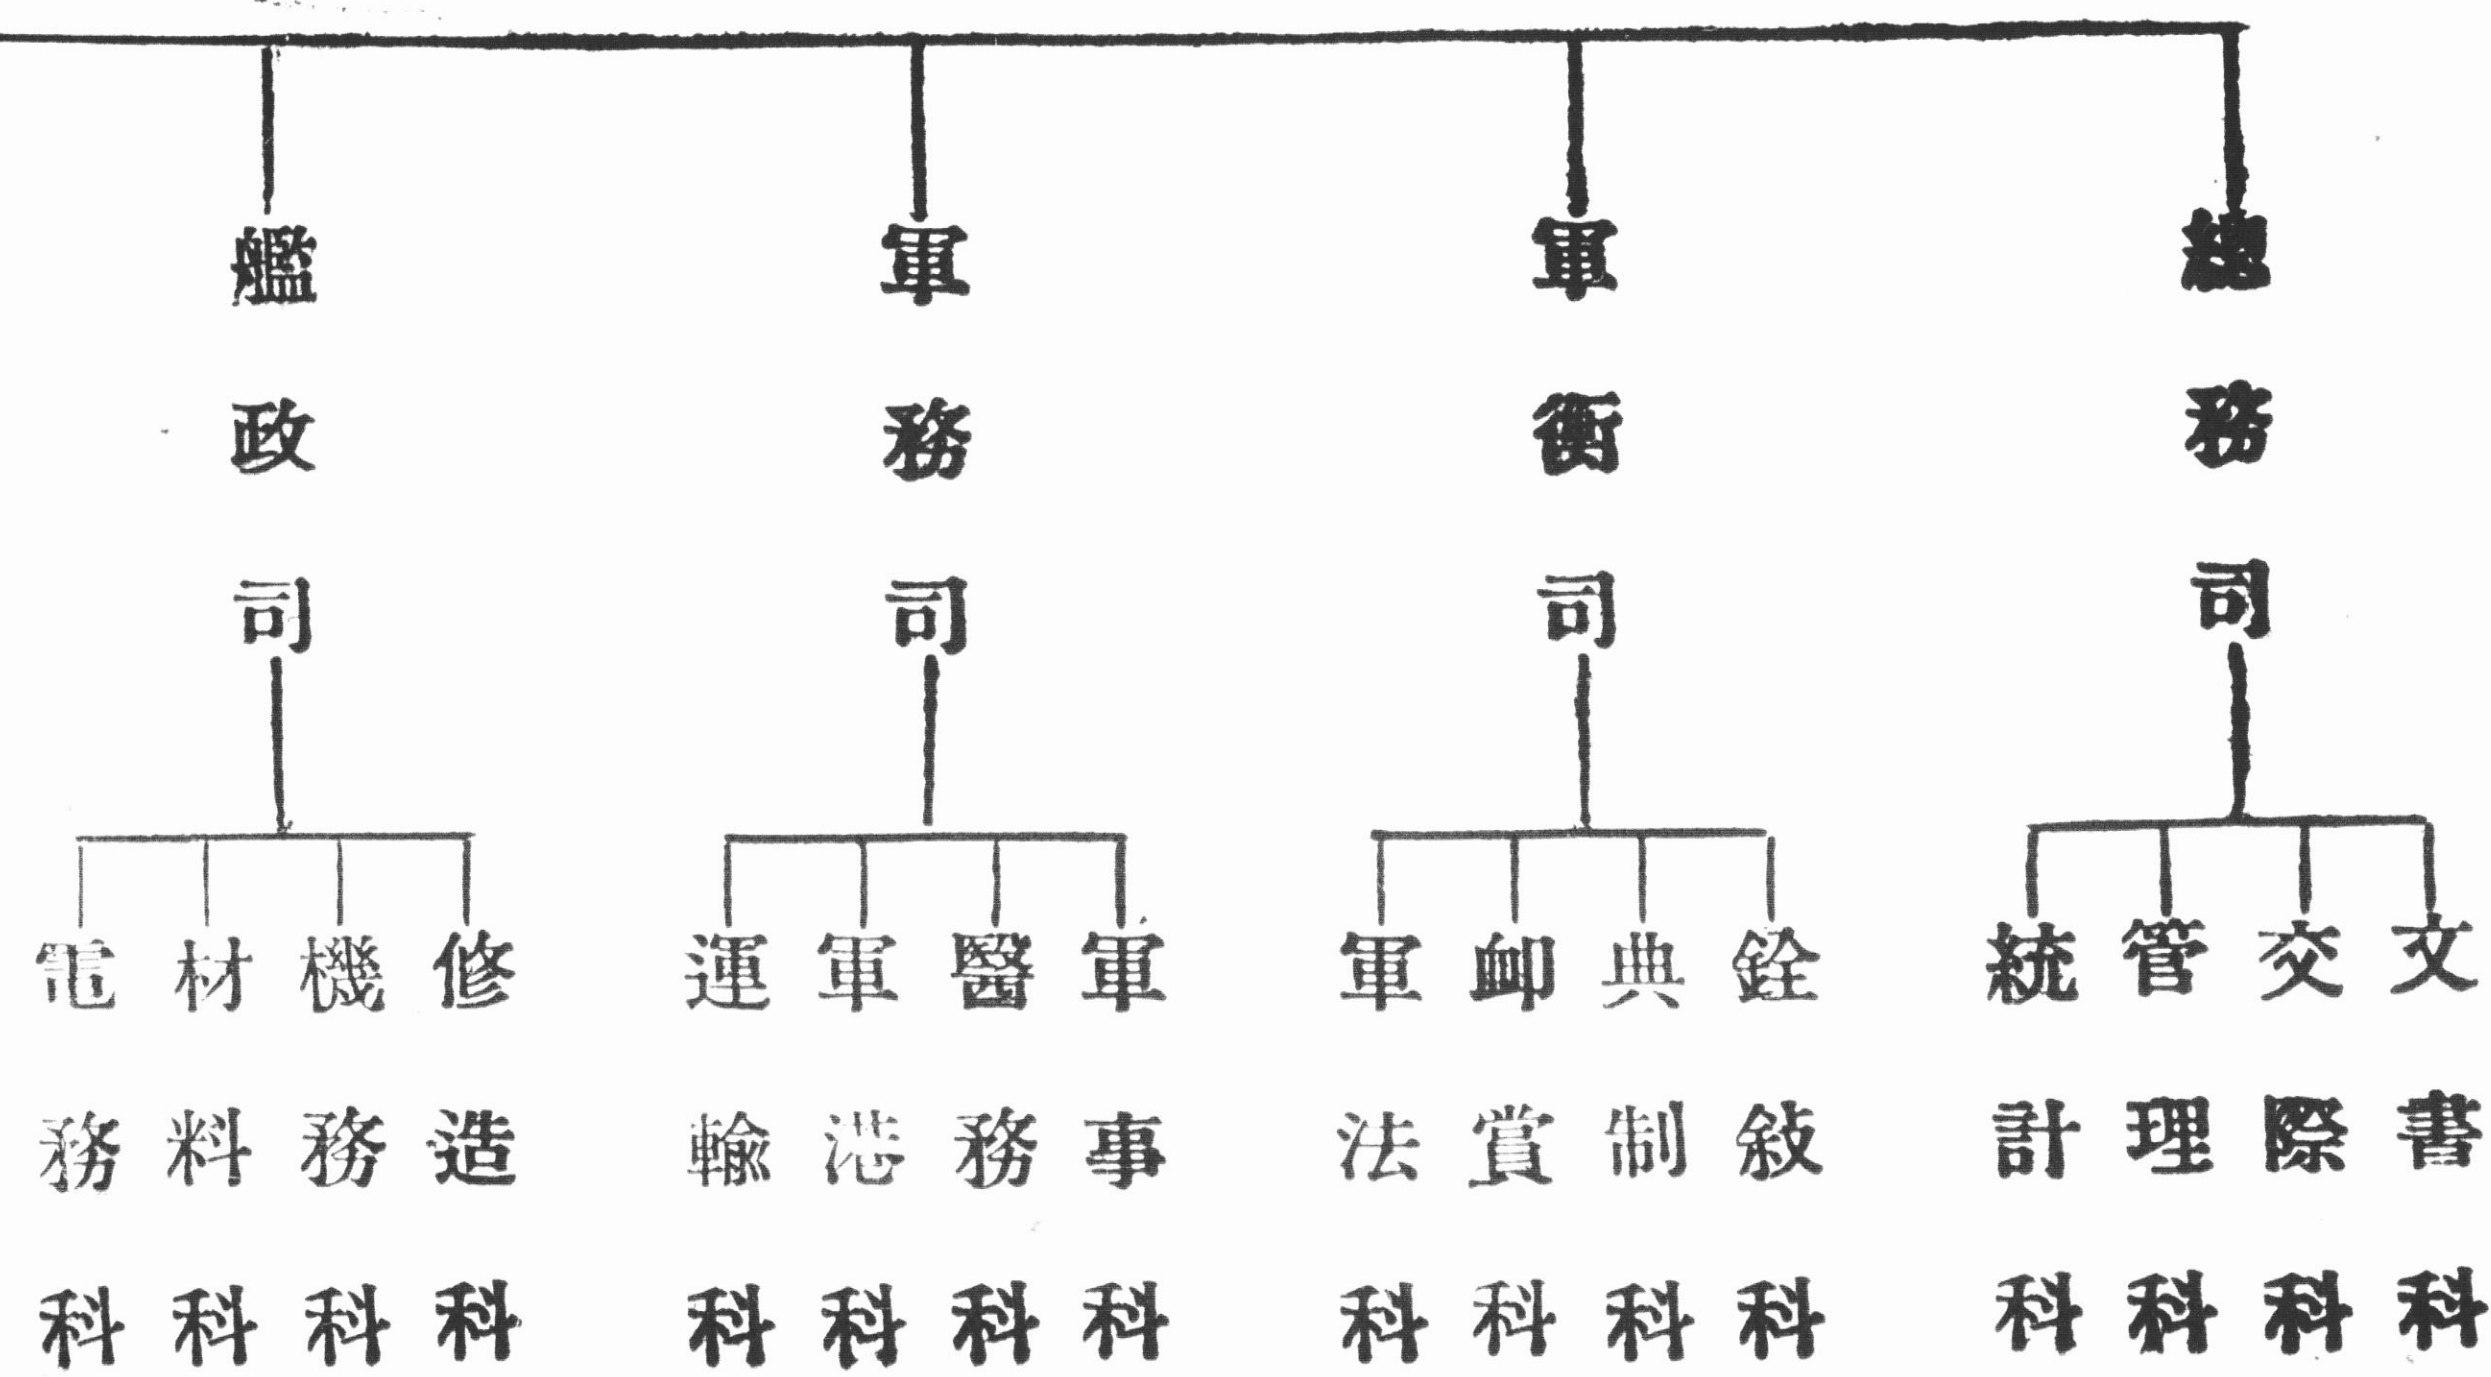 總務司
文書科
交際科
管理科
統計科
軍衡司
銓敍科
典制科
卹賞科
軍法科
軍務司
軍事科
醫務科
軍港科
運輸科
艦政司
修造科
機務科
材料科
電務科